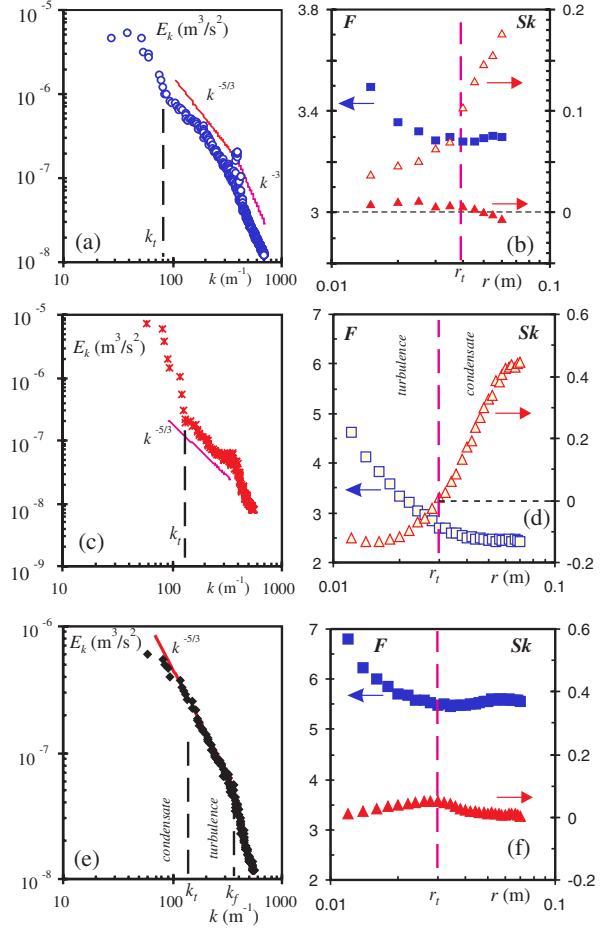 10^-5
E_k (m^3/s^2)
k^-5/3
10^-6
10^-7
k^-3
(a)
k_t
10^-8
10
100
k (m^-1)
1000
3.9
F
Sk
0.2
3.6
0.1
3.3
3
0
(b)
2.7
0.01
r_t
r (m)
0.1
10^-5
E_k (m^3/s^2)
10^-6
k^-5/3
10^-7
10^-8
(c)
k_t
10^-9
10
100
k (m^-1)
1000
7
F
Sk
0.6
6
turbulence
condensate
0.4
5
0.2
4
3
0
(d)
2
-0.2
0.01
r_t
r (m)
0.1
10^-6
E_k (m^3/s^2)
k^-5/3
10^-7
condensate
turbulence
(e)
10^-8
10
100
k_t
k_f
1000
k (m^-1)
7
F
Sk
0.6
6
0.4
5
0.2
4
3
0
(f)
2
-0.2
0.01
r_t
r (m)
0.1